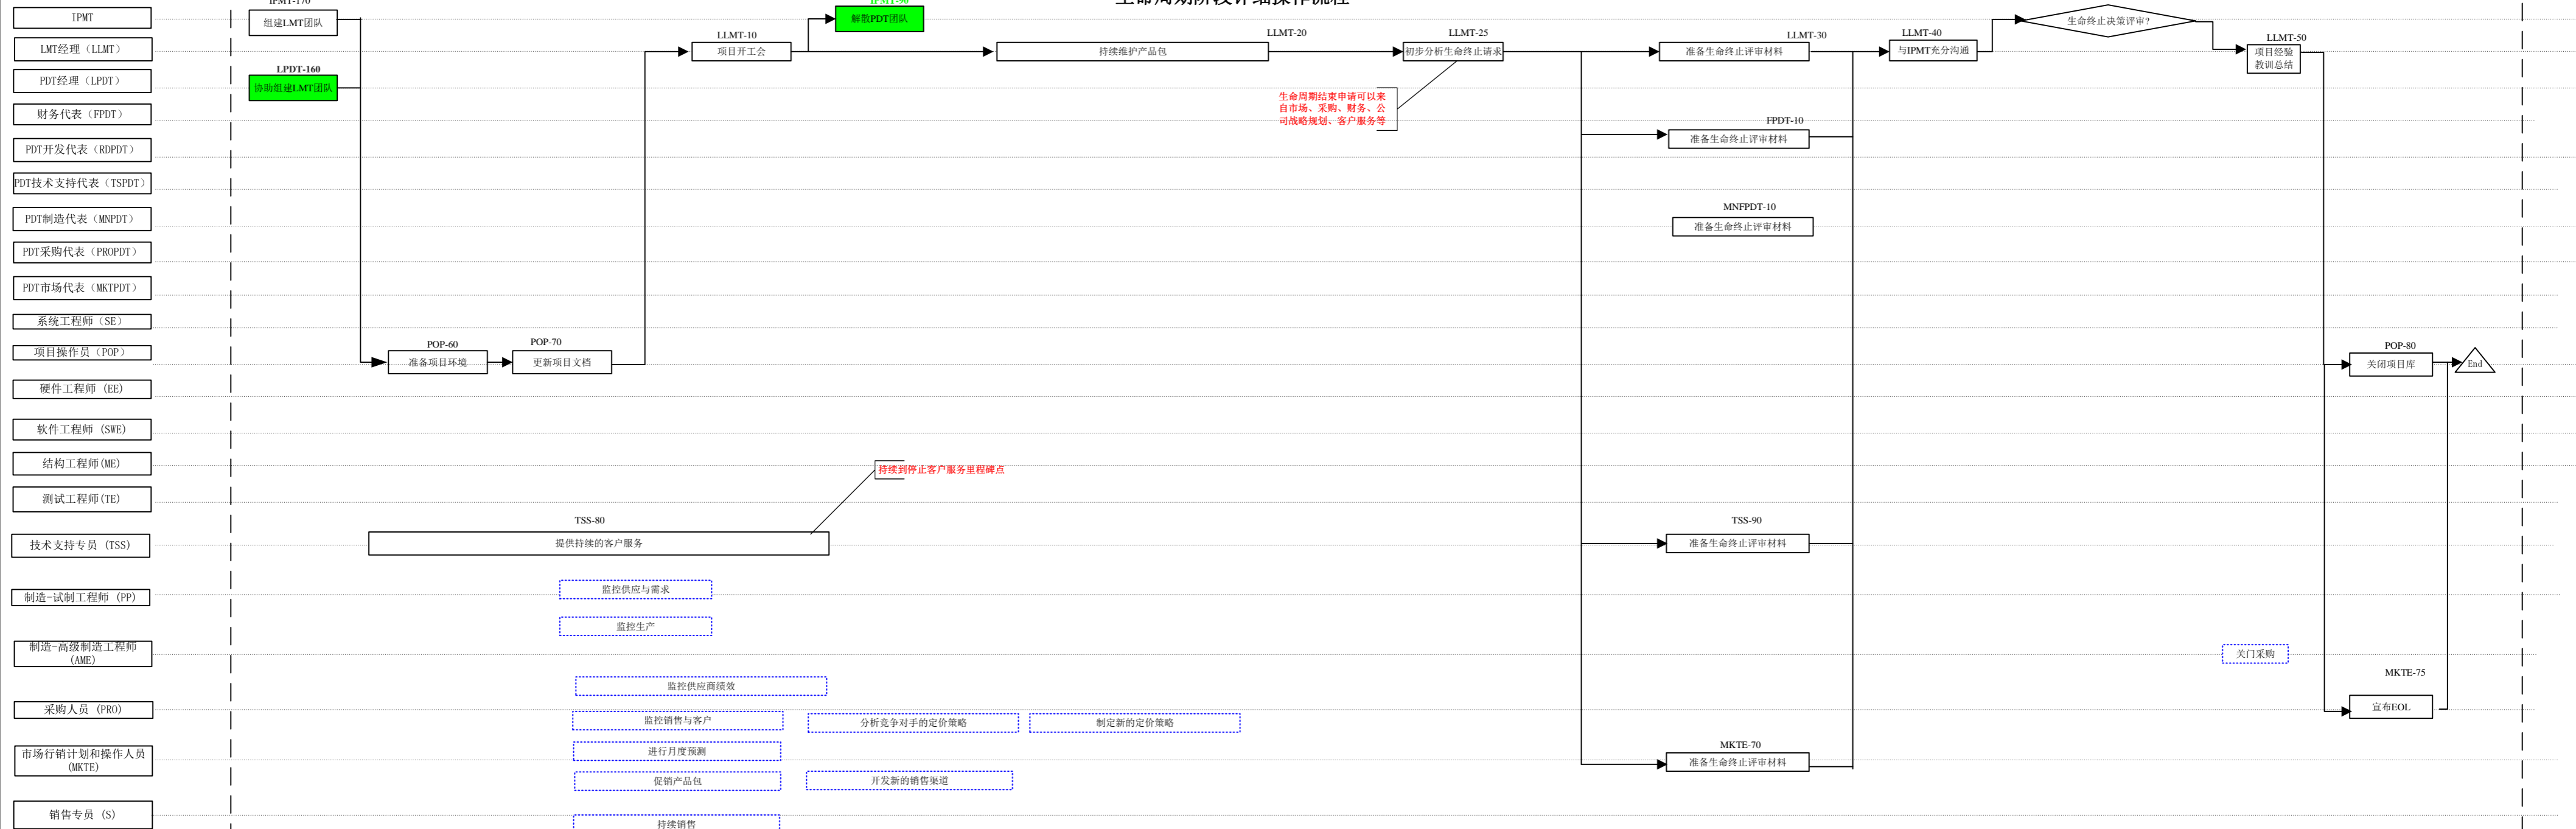 生命周期阶段详细操作流程
IPMT
LMT经理（LLMT）
PDT经理（LPDT）
财务代表（FPDT）
PDT开发代表（RDPDT）
PDT技术支持代表（TSPDT）
PDT制造代表（MNPDT）
PDT采购代表（PROPDT）
PDT市场代表（MKTPDT）
系统工程师（SE）
项目操作员（POP）
硬件工程师 (EE)
软件工程师 (SWE)
结构工程师(ME)
测试工程师(TE)
技术支持专员 (TSS)
制造-试制工程师 (PP)
制造-高级制造工程师
(AME)
采购人员 (PRO)
市场行销计划和操作人员
(MKTE)
销售专员 (S)
IPMT-170
组建LMT团队
LPDT-160
协助组建LMT团队
POP-60
准备项目环境
POP-70
更新项目文档
LLMT-10
项目开工会
IPMT-90
解散PDT团队
LLMT-20
持续维护产品包
LLMT-25
初步分析生命终止请求
生命周期结束申请可以来
自市场、采购、财务、公
司战略规划、客户服务等
LLMT-30
准备生命终止评审材料
FPDT-10
准备生命终止评审材料
MNFPDT-10
准备生命终止评审材料
TSS-90
准备生命终止评审材料
MKTE-70
准备生命终止评审材料
LLMT-40
与IPMT充分沟通
生命终止决策评审?
LLMT-50
项目经验
教训总结
POP-80
关闭项目库
End
MKTE-75
宣布EOL
关门采购
持续到停止客户服务里程碑点
TSS-80
提供持续的客户服务
监控供应与需求
监控生产
监控供应商绩效
监控销售与客户
分析竞争对手的定价策略
制定新的定价策略
进行月度预测
促销产品包
开发新的销售渠道
持续销售